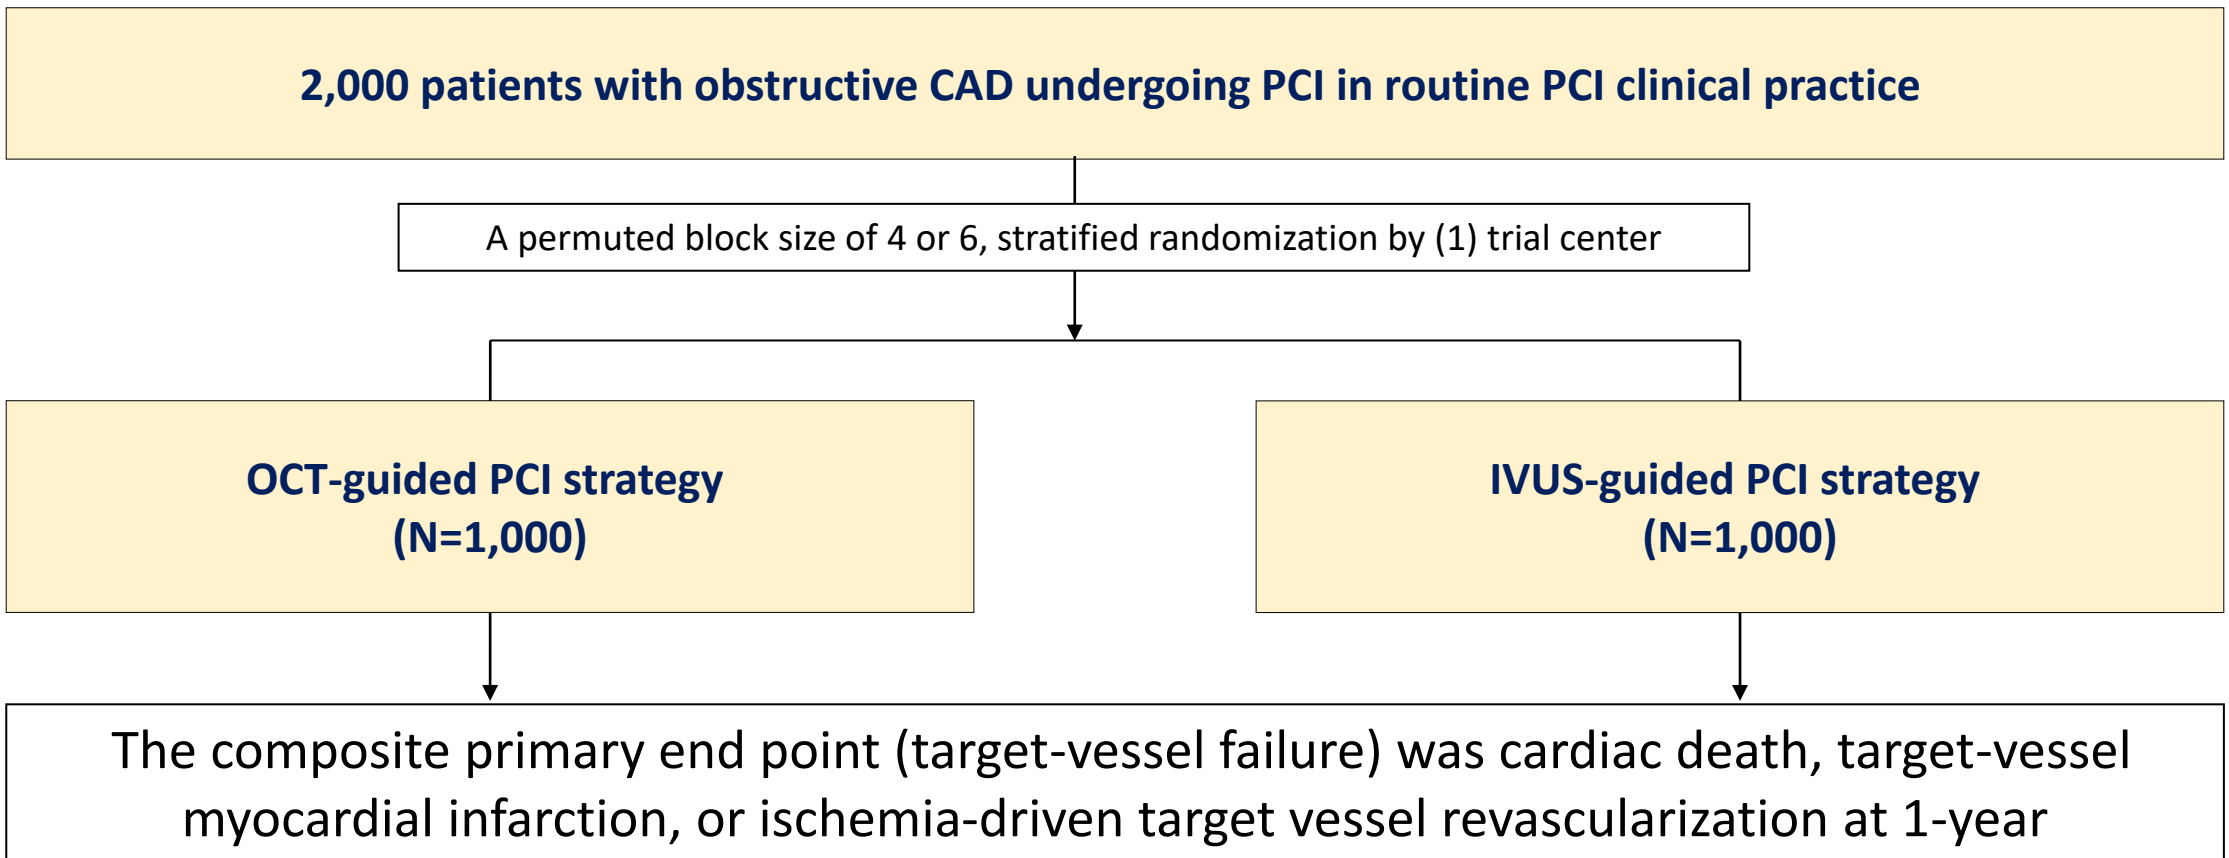 2,000 patients with obstructive CAD undergoing PCI in routine PCI clinical practice
A permuted block size of 4 or 6, stratified randomization by (1) trial center
OCT-guided PCI strategy
(N=1,000)
IVUS-guided PCI strategy
(N=1,000)
The composite primary end point (target-vessel failure) was cardiac death, target-vessel
myocardial infarction, or ischemia-driven target vessel revascularization at 1-year